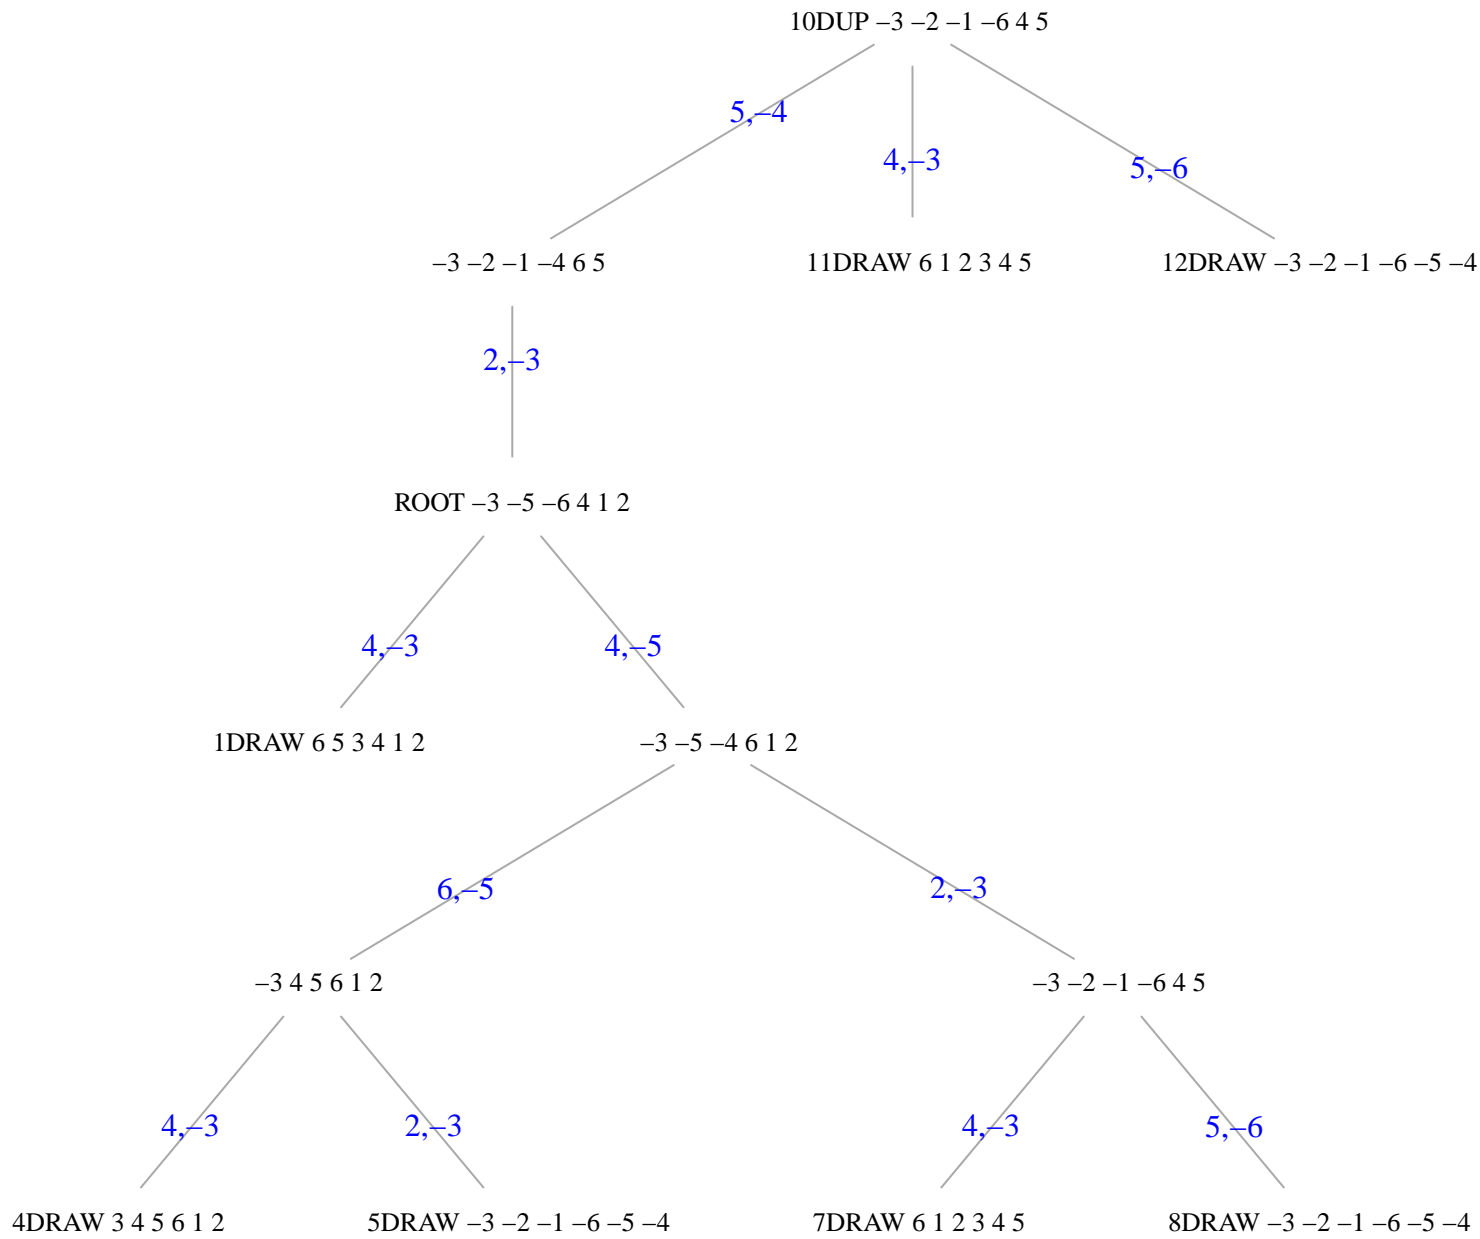 10DUP –3 –2 –1 –6 4 5
5,–4
4,–3
5,–6
–3 –2 –1 –4 6 5
11DRAW 6 1 2 3 4 5
12DRAW –3 –2 –1 –6 –5 –4
2,–3
ROOT –3 –5 –6 4 1 2
4,–3
4,–5
1DRAW 6 5 3 4 1 2
–3 –5 –4 6 1 2
6,–5
2,–3
–3 4 5 6 1 2
–3 –2 –1 –6 4 5
4,–3
2,–3
4,–3
5,–6
4DRAW 3 4 5 6 1 2
5DRAW –3 –2 –1 –6 –5 –4
7DRAW 6 1 2 3 4 5
8DRAW –3 –2 –1 –6 –5 –4